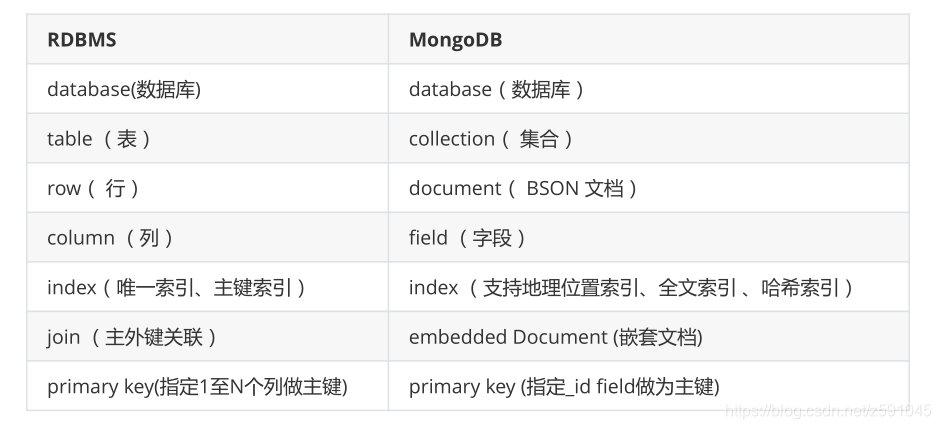 RDBMS MongoDB
database(数据库) database（数据库）
table （表） collection（ 集合）
row（ 行） document（ BSON 文档）
column （列） field （字段）
index（唯一索引、主键索引） index （支持地理位置索引、全文索引 、哈希索引）
join （主外键关联） embedded Document (嵌套文档)
primary key(指定1至N个列做主键) primary key (指定_id field做为主键)
https://blog.csdn.net/z591045